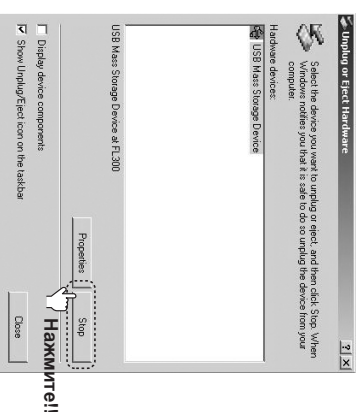 Unplug or Eject Hardware
Select the device you want to unplug or eject, and then click Stop. When
Windows notifies you that it is safe to do so unplug the device from your
computer.
Hardware devices:
USB Mass Storage Device
USB Mass Storage Device at FL300
Properties
Stop
Display device components
Show Unplug/Eject icon on the taskbar
Close
Нажмите!!